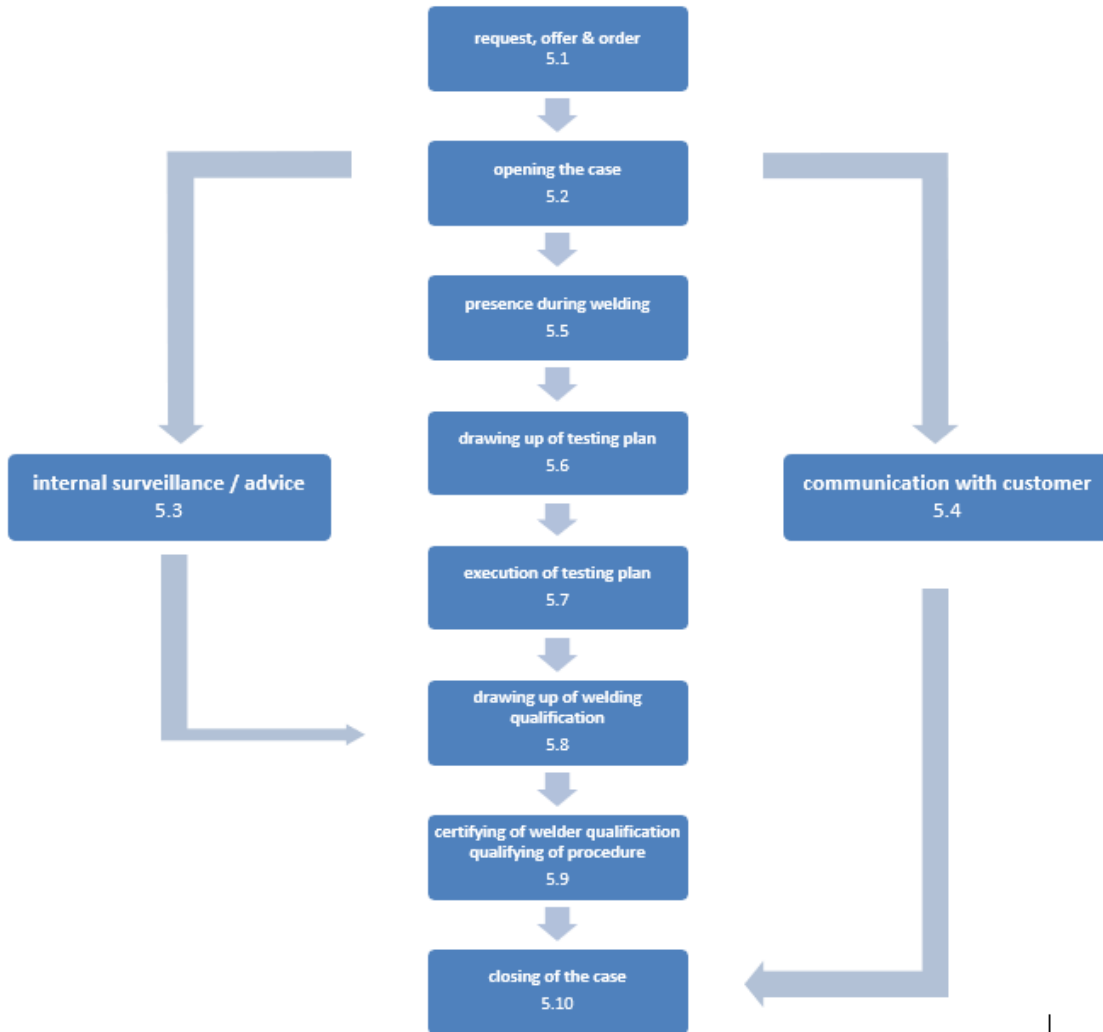 request, offer & order
5.1
opening the case
5.2
presence during welding
5.5
drawing up of testing plan
5.6
internal surveillance / advice
5.3
communication with customer
5.4
execution of testing plan
5.7
drawing up of welding
qualification
5.8
certifying of welder qualification
qualifying of procedure
5.9
closing of the case
5.10